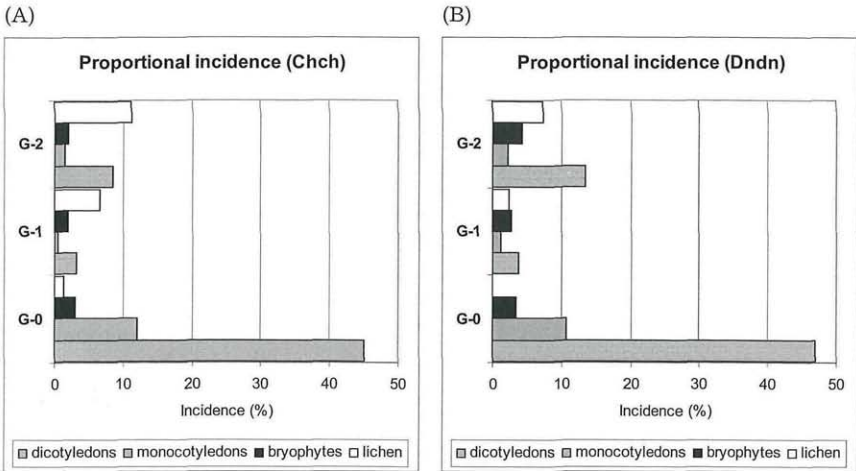 (A)
Proportional incidence (Chch)
G-2
G-1
G-0
0 10 20 30 40 50
Incidence (%)
dicotyledons monocotyledons bryophytes lichen
(B)
Proportional incidence (Dndn)
G-2
G-1
G-0
0 10 20 30 40 50
Incidence (%)
dicotyledons monocotyledons bryophytes lichen